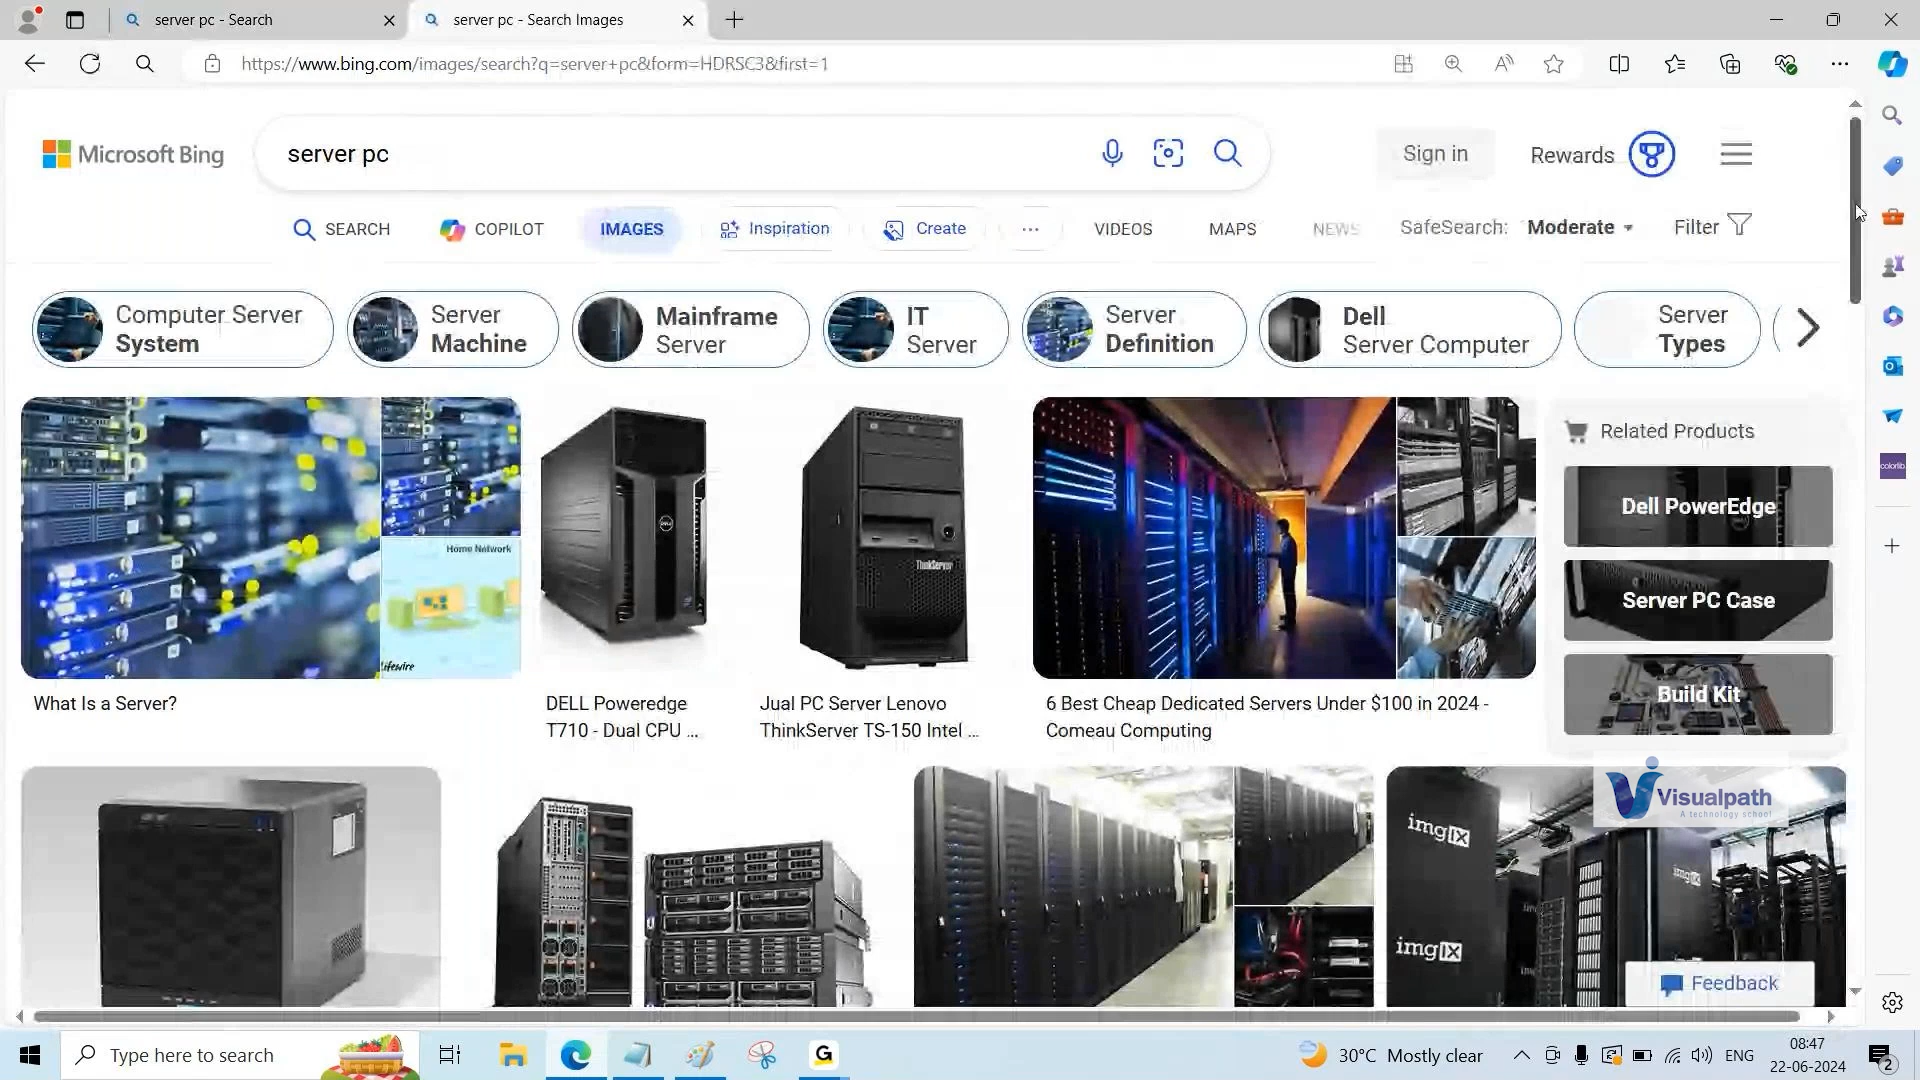 server pc - Search
server pc - Search Images
https://www.bing.com/images/search?q=server+pc&form=HDRSC3&first=1
Microsoft Bing
server pc
Sign in
Rewards
SEARCH
COPILOT
IMAGES
Inspiration
Create
VIDEOS
MAPS
NEWS
SafeSearch: Moderate
Filter
Computer Server
System
Server
Machine
Mainframe
Server
IT
Server
Server
Definition
Dell
Server Computer
Server
Types
Home Network
lifewire
ThinkServer
DELL
What Is a Server?
DELL Poweredge
T710 - Dual CPU ...
Jual PC Server Lenovo
ThinkServer TS-150 Intel ...
6 Best Cheap Dedicated Servers Under $100 in 2024 -
Comeau Computing
Related Products
Dell PowerEdge
Server PC Case
Build Kit
Visualpath
A technology school
imgIX
imgIX
imgIX
Feedback
colorlib.
Type here to search
30°C Mostly clear
ENG
08:47
22-06-2024
2